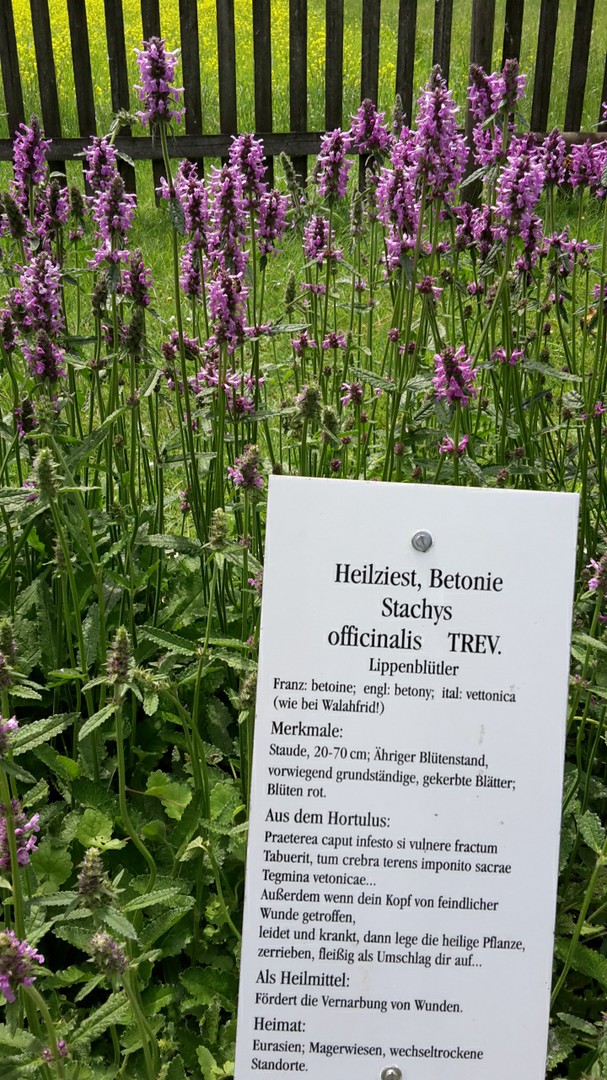 Heilziest, Betonie
Stachys
officinalis TREV.
Lippenblütler
Franz: betoine; engl: betony; ital: vettonica
(wie bei Walahfrid!)
Merkmale:
Staude, 20-70 cm; Ähriger Blütenstand,
vorwiegend grundständige, gekerbte Blätter;
Blüten rot.
Aus dem Hortulus:
Praeterea caput infesto si vulnere fractum
Tabuerit, tum crebra terens imponito sacrae
Tegmina vetonicae...
Außerdem wenn dein Kopf von feindlicher
Wunde getroffen,
leidet und krankt, dann lege die heilige Pflanze,
zerrieben, fleißig als Umschlag dir auf...
Als Heilmittel:
Fördert die Vernarbung von Wunden.
Heimat:
Eurasien; Magerwiesen, wechseltrockene
Standorte.